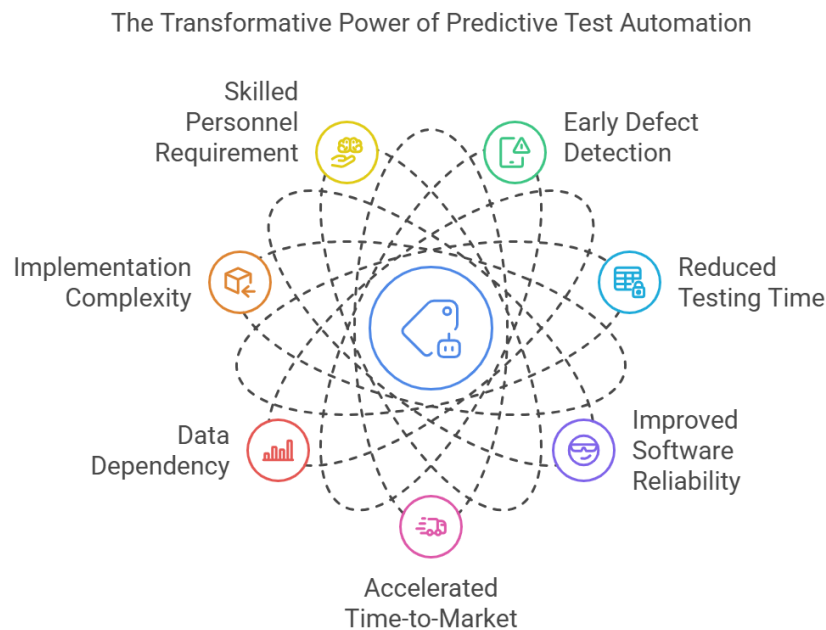 The Transformative Power of Predictive Test Automation
Skilled
Personnel
Requirement
Early Defect
Detection
Implementation
Complexity
Reduced
Testing Time
Data
Dependency
Improved
Software
Reliability
Accelerated
Time-to-Market